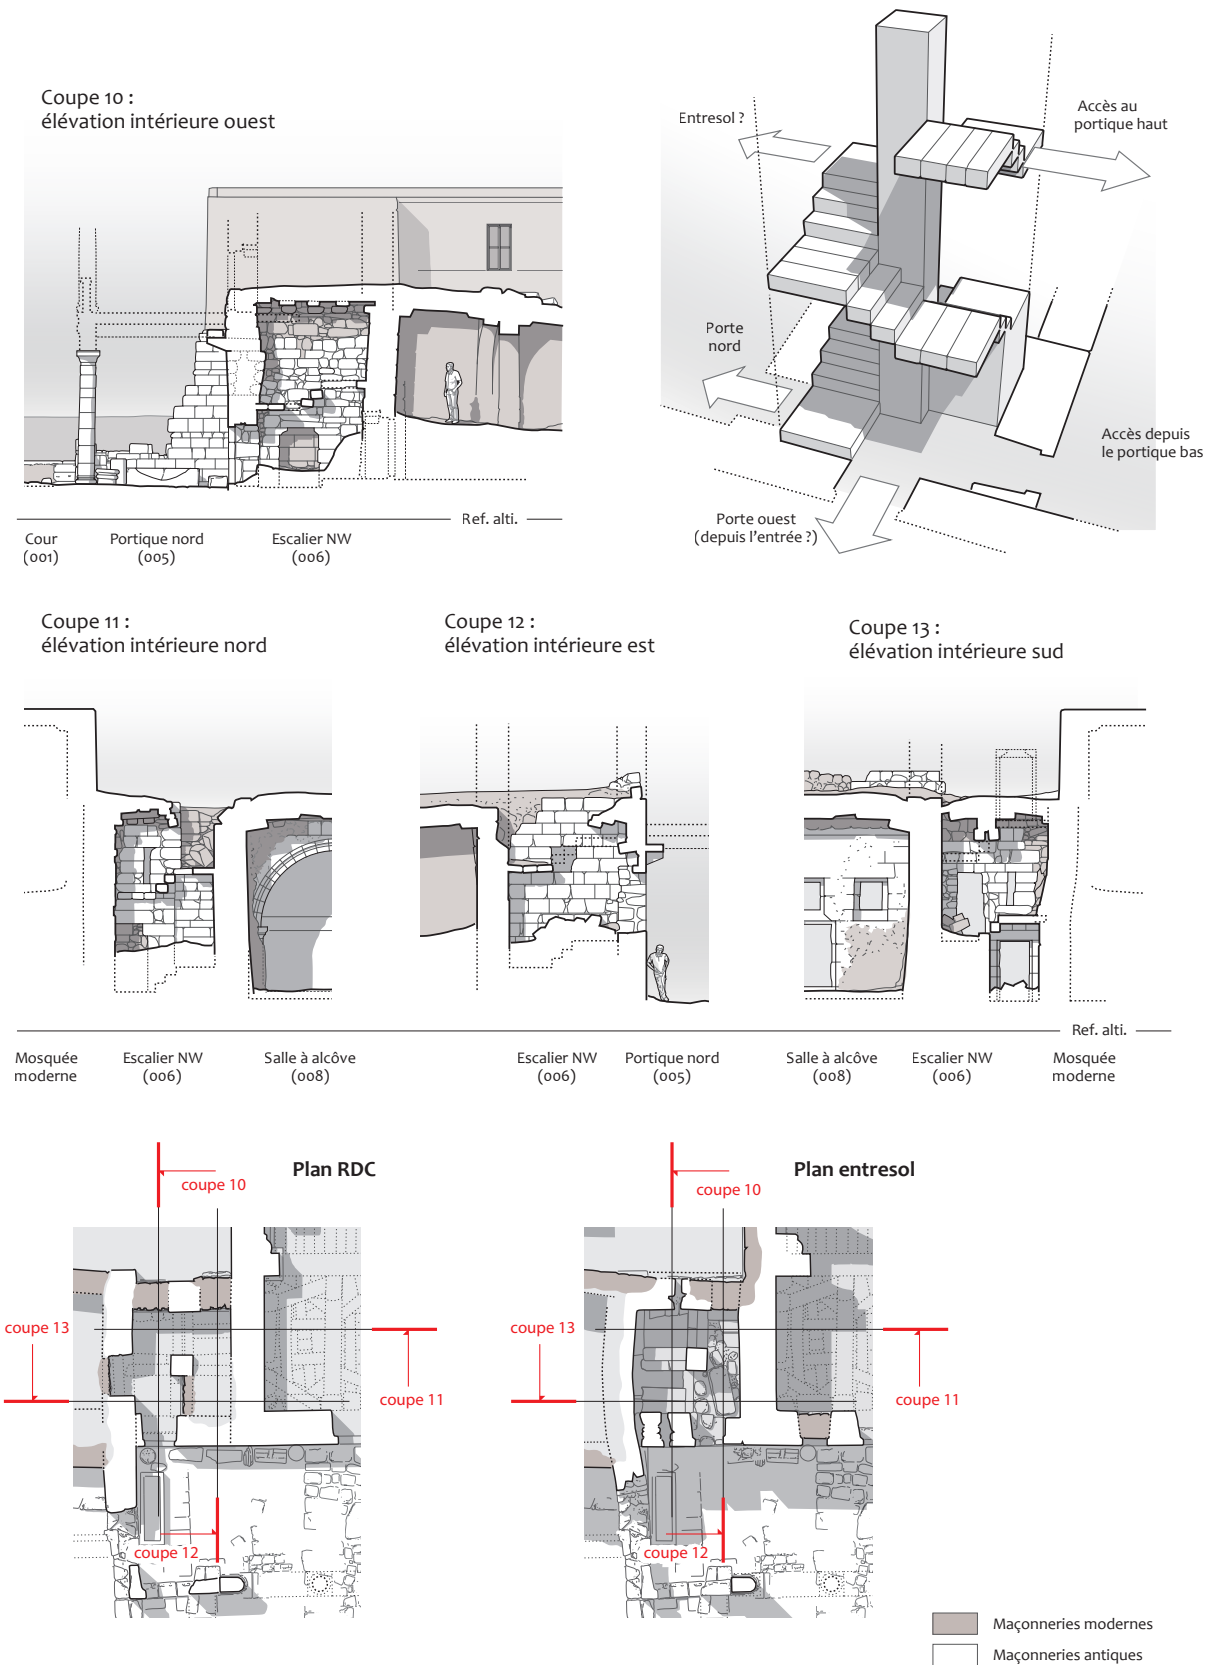 Coupe 10 :
élévation intérieure ouest
Entresol ?
Accès au
portique haut
Porte
nord
Accès depuis
le portique bas
Porte ouest
(depuis l'entrée ?)
Ref. alti.
Cour
(001)
Portique nord
(005)
Escalier NW
(006)
Coupe 11 :
élévation intérieure nord
Coupe 12 :
élévation intérieure est
Coupe 13 :
élévation intérieure sud
Ref. alti.
Mosquée
moderne
Escalier NW
(006)
Salle à alcôve
(008)
Escalier NW
(006)
Portique nord
(005)
Salle à alcôve
(008)
Escalier NW
(006)
Mosquée
moderne
Plan RDC
coupe 10
coupe 13
coupe 11
coupe 12
Plan entresol
coupe 10
coupe 13
coupe 11
coupe 12
Maçonneries modernes
Maçonneries antiques